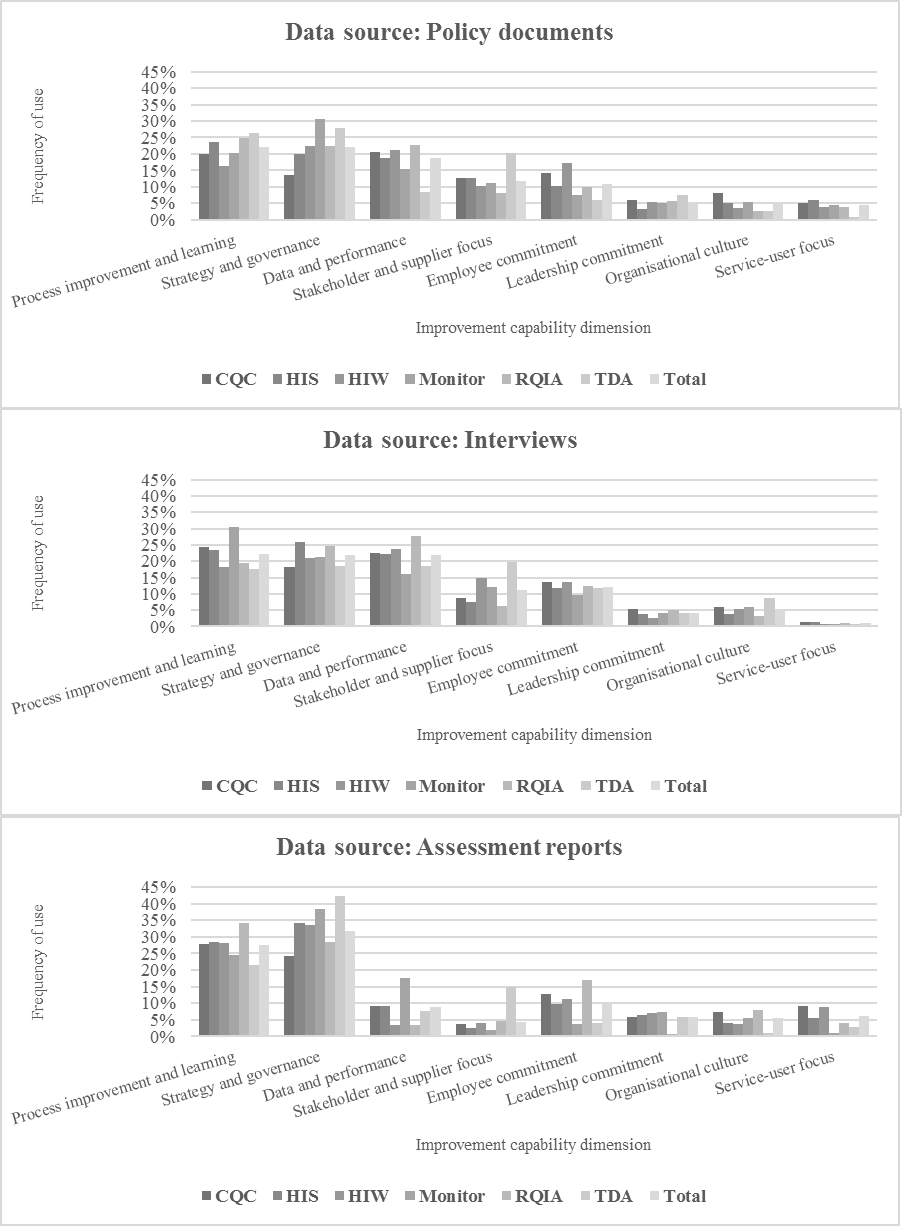 Data source: Policy documents
45%
40%
35%
30%
25%
20%
15%
10%
5%
0%
Frequency of use
Process improvement and learning
Strategy and governance
Data and performance
Stakeholder and supplier focus
Employee commitment
Leadership commitment
Organisational culture
Service-user focus
Improvement capability dimension
CQC HIS HIW Monitor RQIA TDA Total
Data source: Interviews
45%
40%
35%
30%
25%
20%
15%
10%
5%
0%
Frequency of use
Process improvement and learning
Strategy and governance
Data and performance
Stakeholder and supplier focus
Employee commitment
Leadership commitment
Organisational culture
Service-user focus
Improvement capability dimension
CQC HIS HIW Monitor RQIA TDA Total
Data source: Assessment reports
45%
40%
35%
30%
25%
20%
15%
10%
5%
0%
Frequency of use
Process improvement and learning
Strategy and governance
Data and performance
Stakeholder and supplier focus
Employee commitment
Leadership commitment
Organisational culture
Service-user focus
Improvement capability dimension
CQC HIS HIW Monitor RQIA TDA Total